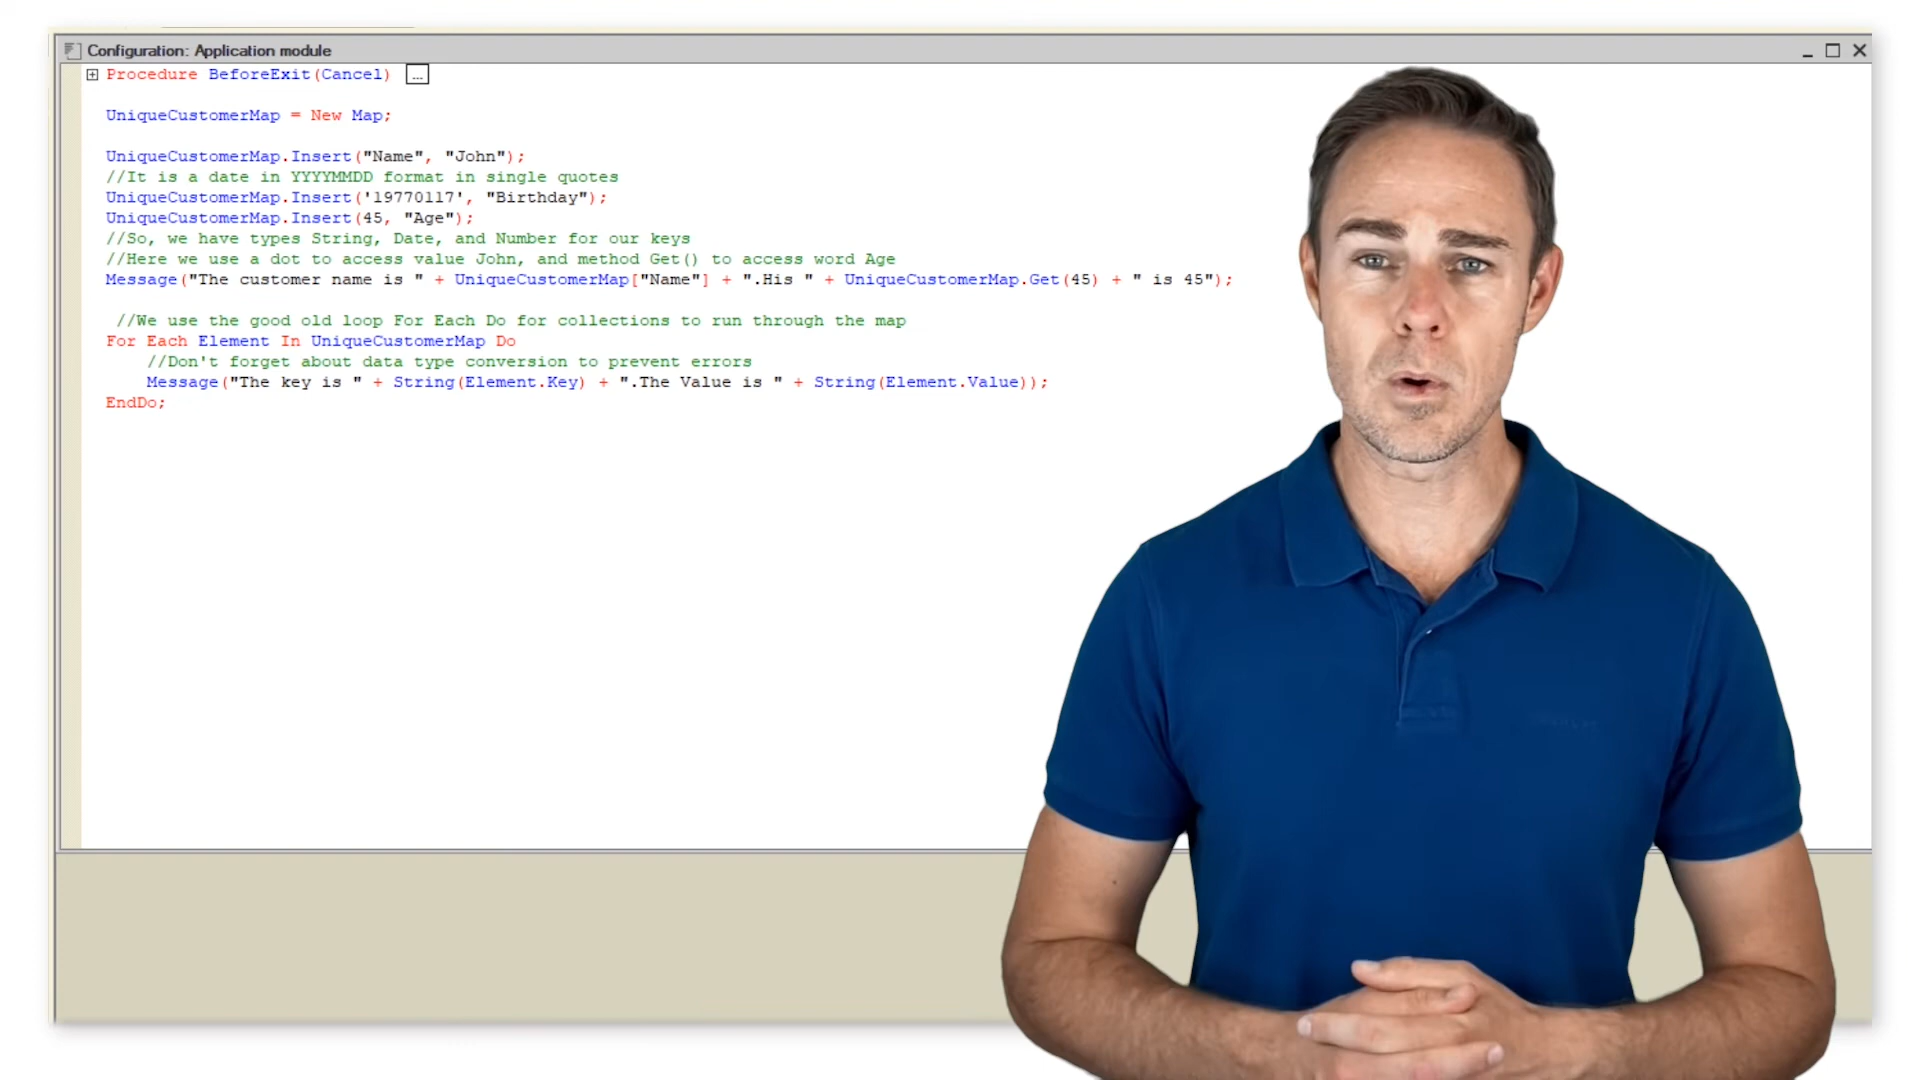 Configuration: Application module
Procedure BeforeExit(Cancel) ...
UniqueCustomerMap = New Map;
UniqueCustomerMap.Insert("Name", "John");
//It is a date in YYYYMMDD format in single quotes
UniqueCustomerMap.Insert('19770117', "Birthday");
UniqueCustomerMap.Insert(45, "Age");
//So, we have types String, Date, and Number for our keys
//Here we use a dot to access value John, and method Get() to access word Age
Message("The customer name is " + UniqueCustomerMap["Name"] + ".His " + UniqueCustomerMap.Get(45) + " is 45");
//We use the good old loop For Each Do for collections to run through the map
For Each Element In UniqueCustomerMap Do
//Don't forget about data type conversion to prevent errors
Message("The key is " + String(Element.Key) + ".The Value is " + String(Element.Value));
EndDo;